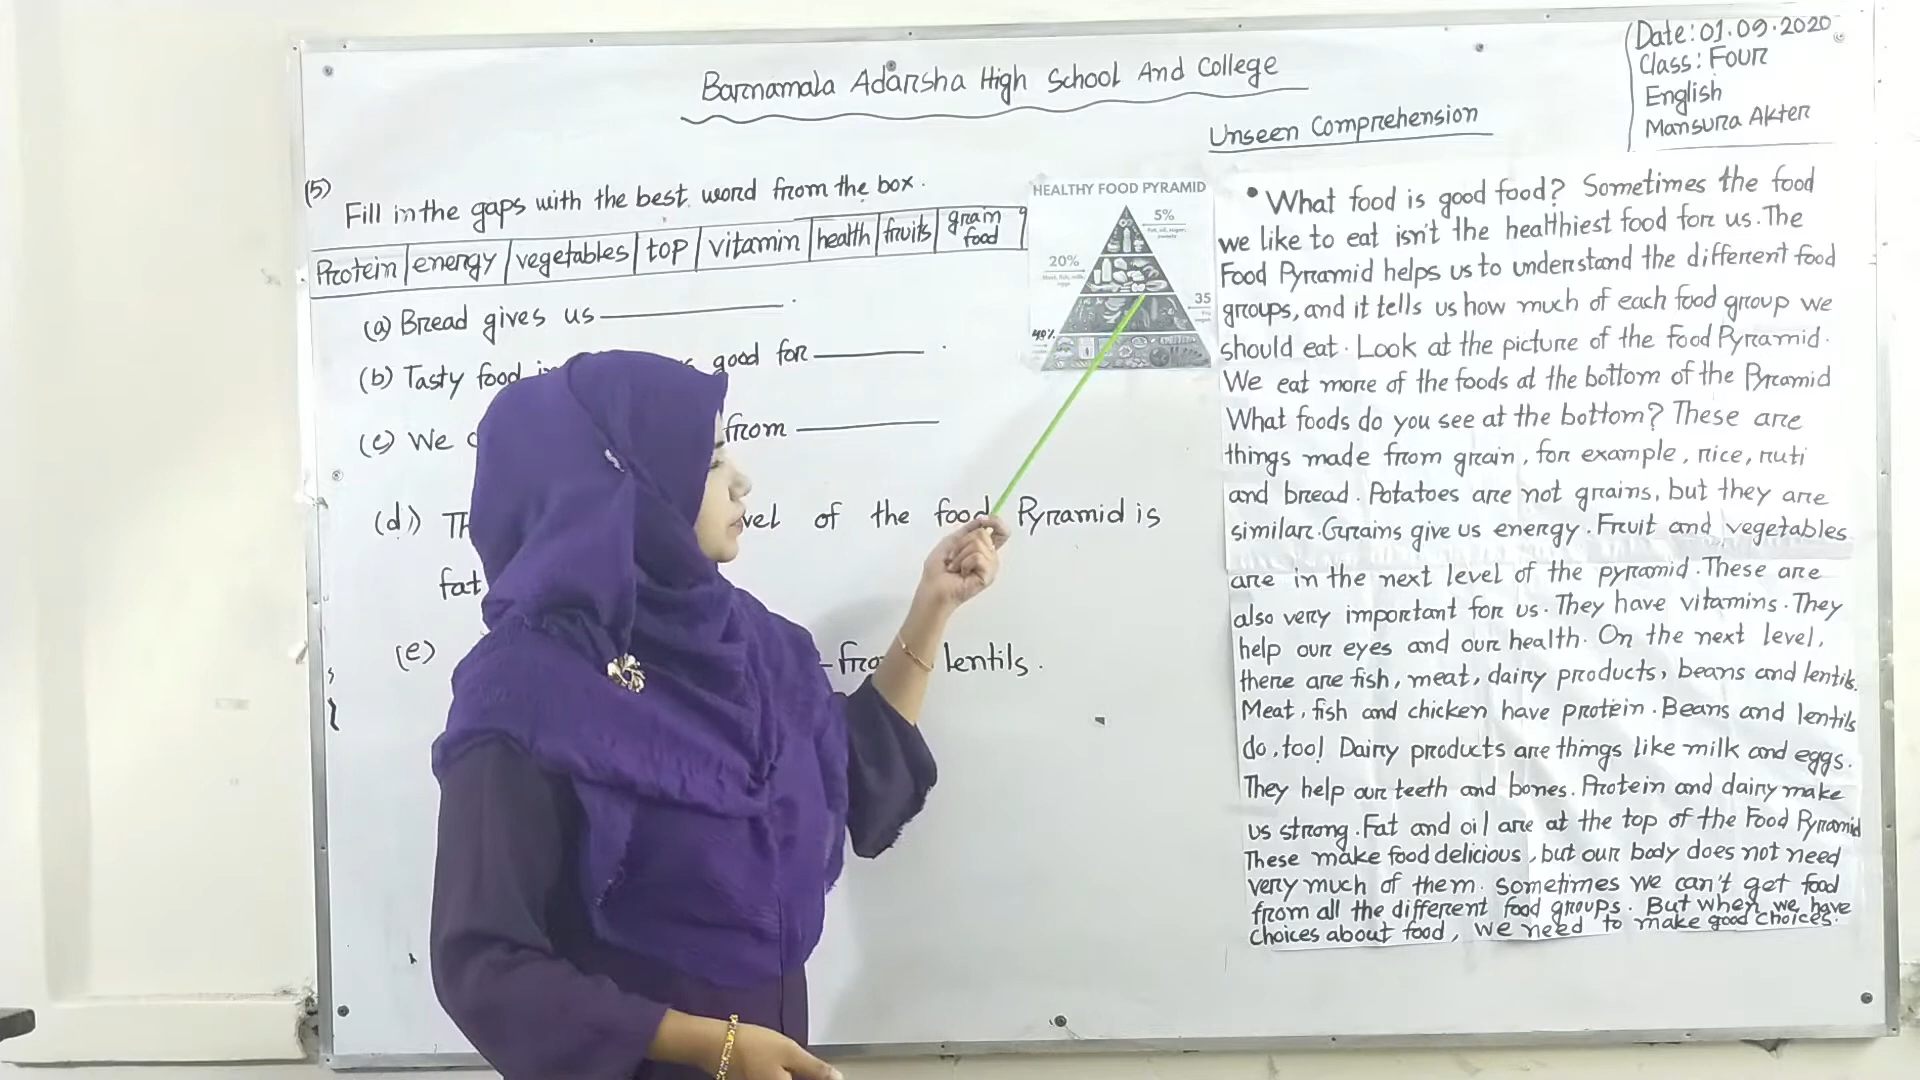 Barnamala Adarsha High School And College
Date: 01.09.2020
Class: Four
English
Mansura Akter
Unseen Comprehension
(5) Fill in the gaps with the best word from the box.
Protein energy vegetables top vitamin health fruits grain food
(a) Bread gives us
(b) Tasty food good for
(c) We from
(d) of the food Pyramid is
fat
(e) lentils.
HEALTHY FOOD PYRAMID
5%
20%
35
40%
• What food is good food? Sometimes the food
we like to eat isn't the healthiest food for us. The
Food Pyramid helps us to understand the different food
groups, and it tells us how much of each food group we
should eat. Look at the picture of the Food Pyramid.
We eat more of the foods at the bottom of the Pyramid
What foods do you see at the bottom? These are
things made from grain, for example, rice, ruti
and bread. Potatoes are not grains, but they are
similar. Grains give us energy. Fruit and vegetables
are in the next level of the pyramid. These are
also very important for us. They have vitamins. They
help our eyes and our health. On the next level,
there are fish, meat, dairy products, beans and lentils.
Meat, fish and chicken have protein. Beans and lentils
do, too! Dairy products are things like milk and eggs.
They help our teeth and bones. Protein and dairy make
us strong. Fat and oil are at the top of the Food Pyramid
These make food delicious, but our body does not need
very much of them. Sometimes we can't get food
from all the different food groups. But when we have
choices about food, we need to make good choices.